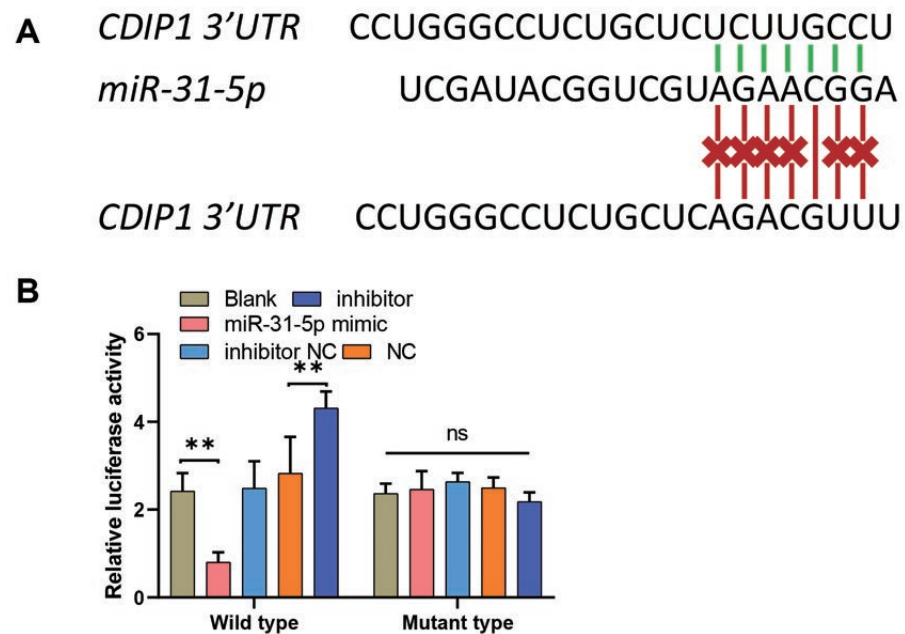 A
CDIP1 3'UTR CCUGGGCCUCUGCUCUCUUGCCU
miR-31-5p UCGAUACGGUCGUAGAACGGA
CDIP1 3'UTR CCUGGGCCUCUGCUCAGACGUUU
B
Blank inhibitor
miR-31-5p mimic
inhibitor NC NC
Relative luciferase activity
6
4
2
0
**
**
ns
Wild type Mutant type